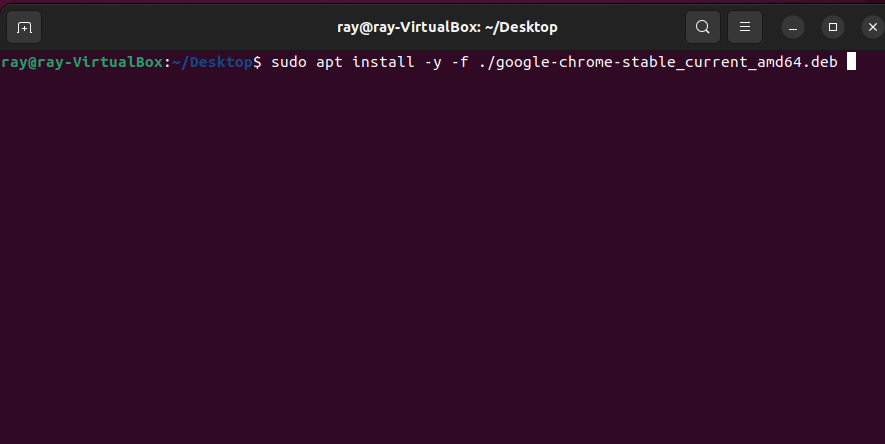 ray@ray-VirtualBox: ~/Desktop
ray@ray-VirtualBox:~/Desktop$ sudo apt install -y -f ./google-chrome-stable_current_amd64.deb